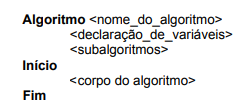 Algoritmo <nome_do_algoritmo>
<declaração_de_variáveis>
<subalgoritmos>
Início
<corpo do algoritmo>
Fim